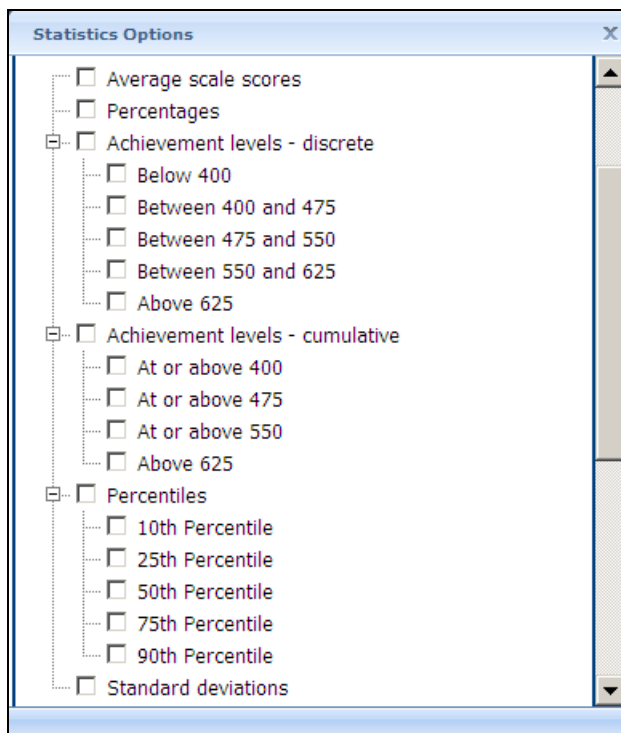 Statistics Options
Average scale scores
Percentages
Achievement levels - discrete
Below 400
Between 400 and 475
Between 475 and 550
Between 550 and 625
Above 625
Achievement levels - cumulative
At or above 400
At or above 475
At or above 550
Above 625
Percentiles
10th Percentile
25th Percentile
50th Percentile
75th Percentile
90th Percentile
Standard deviations